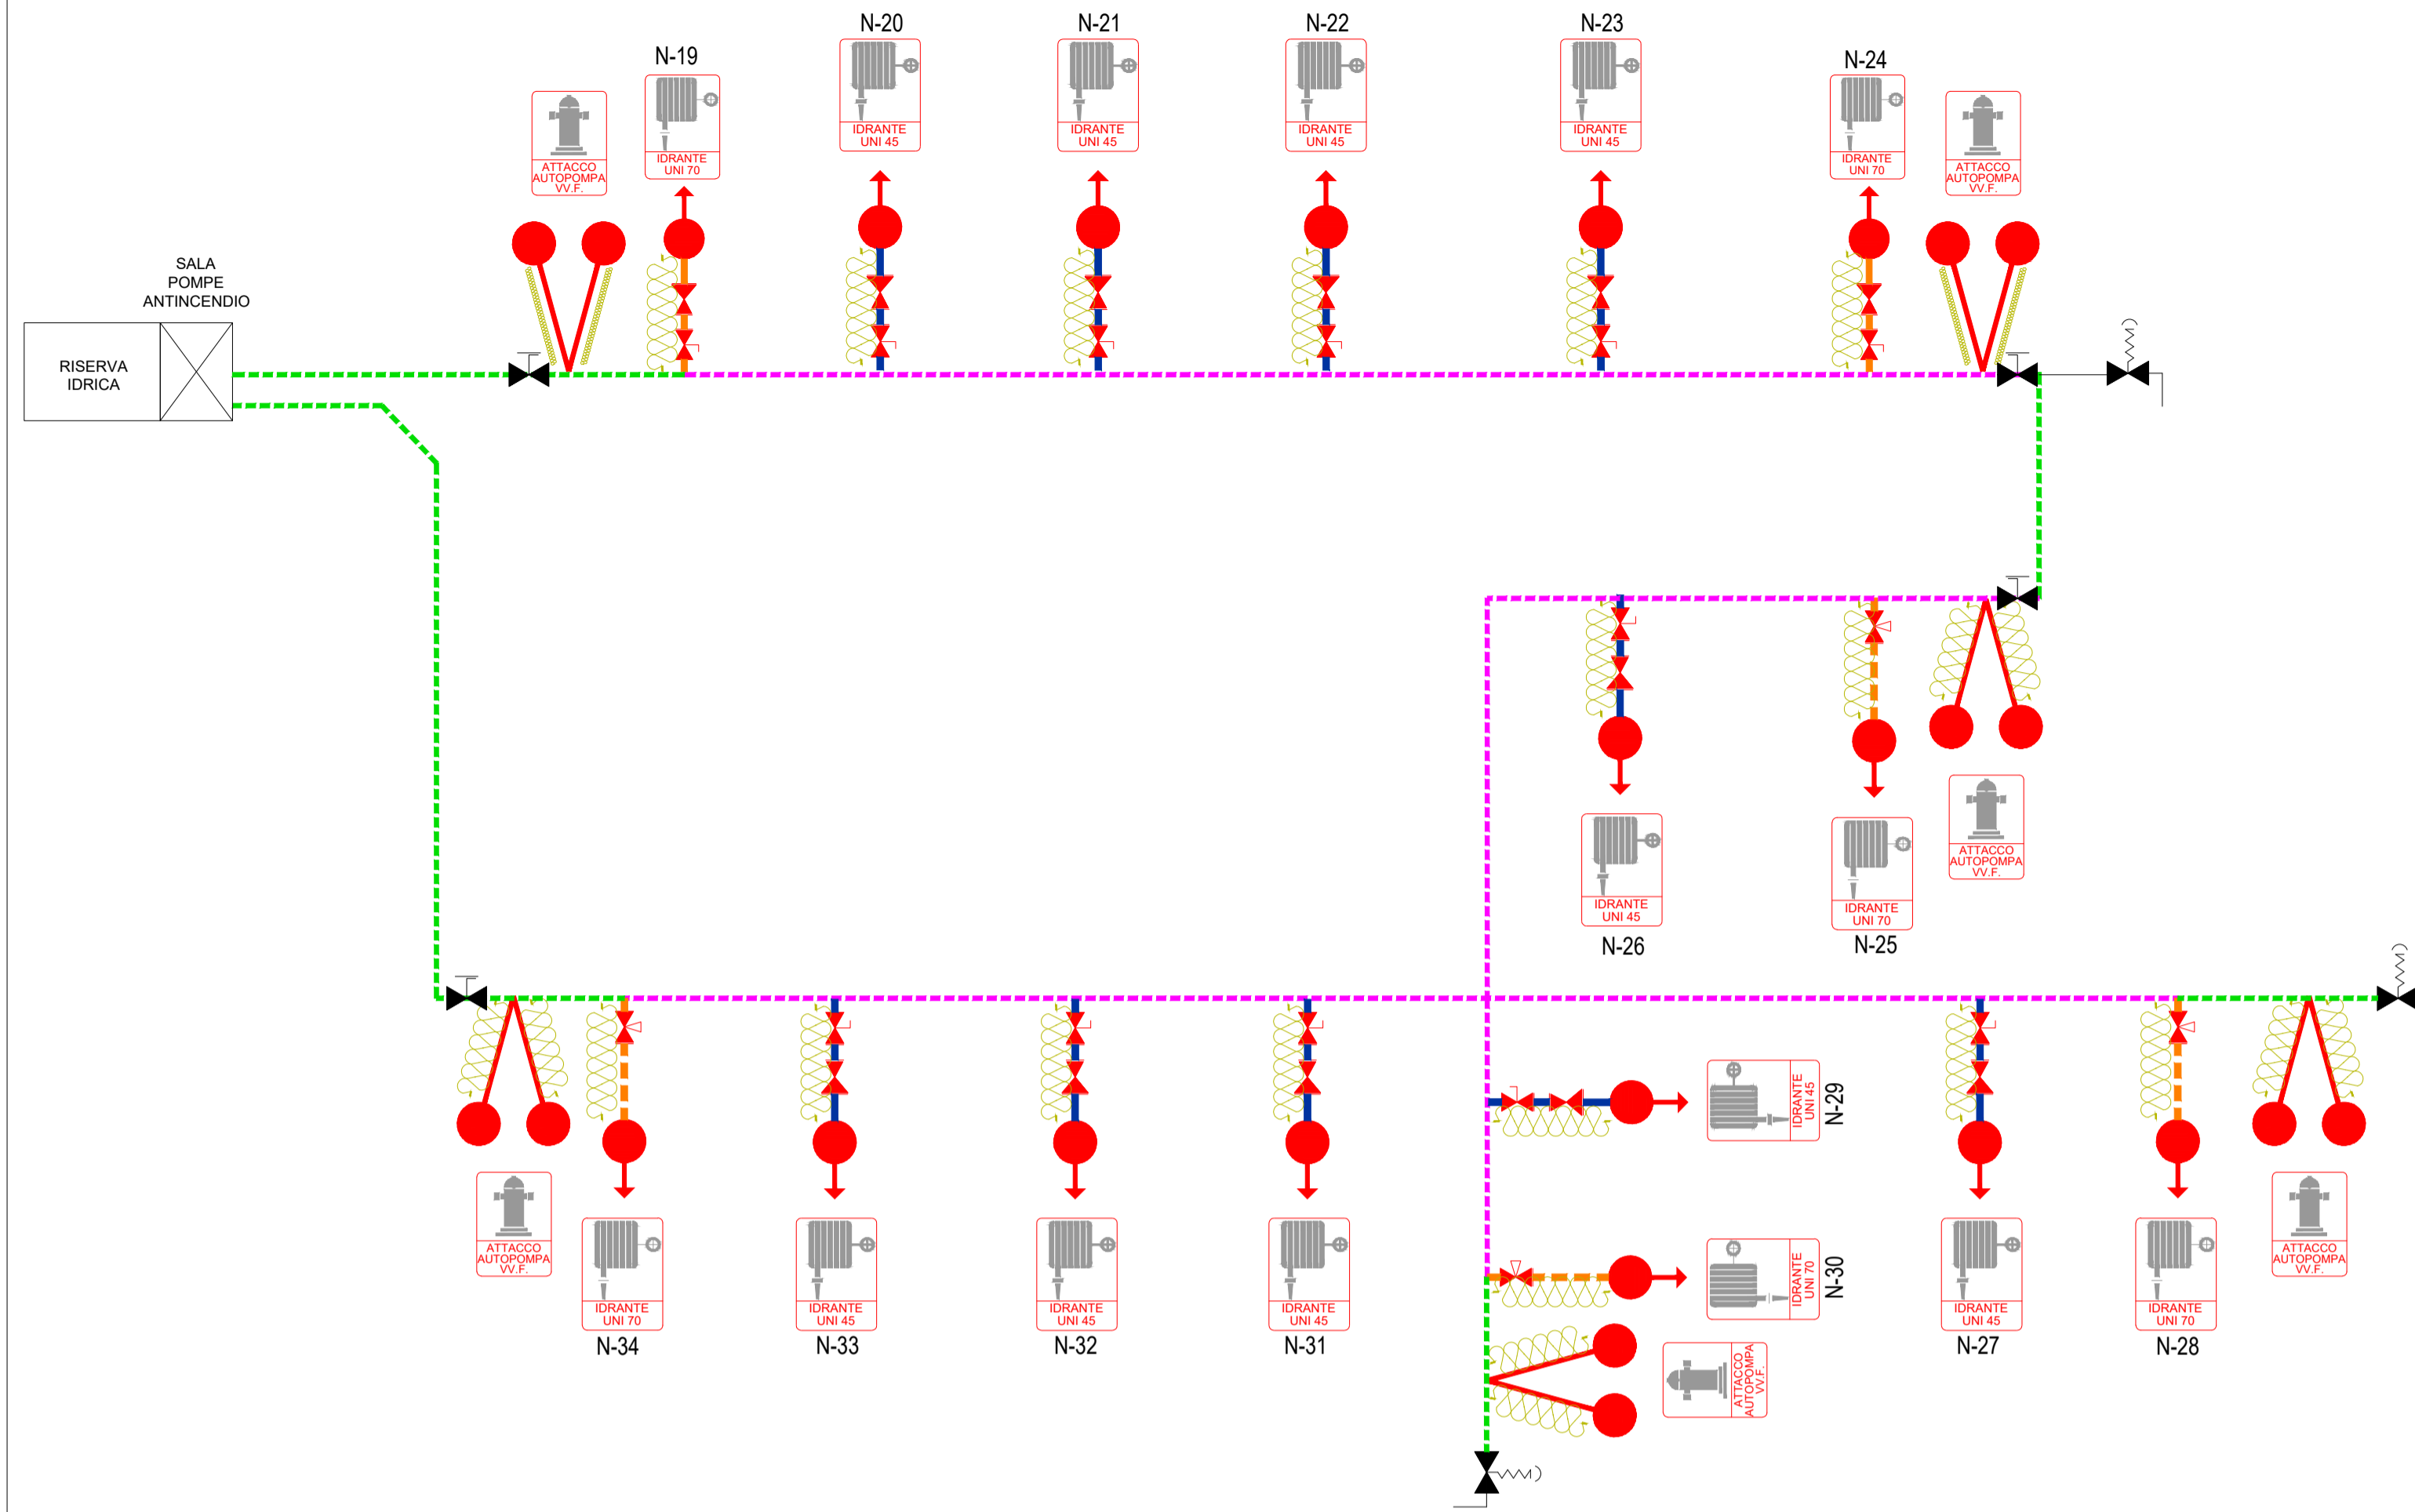 N-20
N-21
N-22
N-23
N-19
N-24
IDRANTE
UNI 45
IDRANTE
UNI 45
IDRANTE
UNI 45
IDRANTE
UNI 45
ATTACCO
AUTOPOMPA
VV.F.
IDRANTE
UNI 70
IDRANTE
UNI 70
ATTACCO
AUTOPOMPA
VV.F.
SALA
POMPE
ANTINCENDIO
RISERVA
IDRICA
ATTACCO
AUTOPOMPA
VV.F.
IDRANTE
UNI 45
IDRANTE
UNI 70
N-26
N-25
IDRANTE
UNI 45
N-29
IDRANTE
UNI 70
N-30
ATTACCO
AUTOPOMPA
VV.F.
ATTACCO
AUTOPOMPA
VV.F.
IDRANTE
UNI 70
IDRANTE
UNI 45
IDRANTE
UNI 45
IDRANTE
UNI 45
IDRANTE
UNI 45
IDRANTE
UNI 70
ATTACCO
AUTOPOMPA
VV.F.
N-34
N-33
N-32
N-31
N-27
N-28